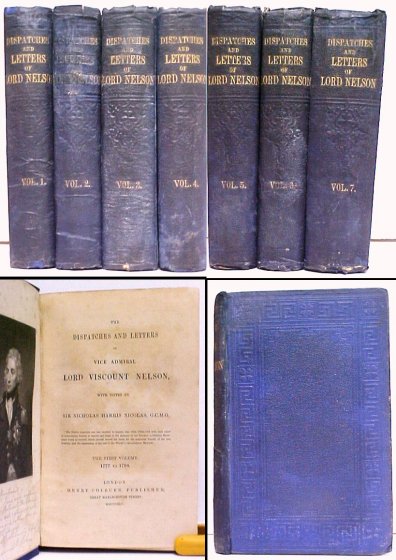 DISPATCHES
AND
LETTERS
OF
LORD NELSON
VOL. 1.
DISPATCHES
AND
LETTERS
OF
LORD NELSON
VOL. 2.
DISPATCHES
AND
LETTERS
OF
LORD NELSON
VOL. 3.
DISPATCHES
AND
LETTERS
OF
LORD NELSON
VOL. 4.
DISPATCHES
AND
LETTERS
OF
LORD NELSON
VOL. 5.
DISPATCHES
AND
LETTERS
OF
LORD NELSON
VOL. 6.
DISPATCHES
AND
LETTERS
OF
LORD NELSON
VOL. 7.
THE
DISPATCHES AND LETTERS
OF
VICE ADMIRAL
LORD VISCOUNT NELSON,
WITH NOTES BY
SIR NICHOLAS HARRIS NICOLAS, G.C.M.G.
THE FIRST VOLUME.
1777 TO 1794.
LONDON:
HENRY COLBURN, PUBLISHER,
GREAT MARLBOROUGH STREET.